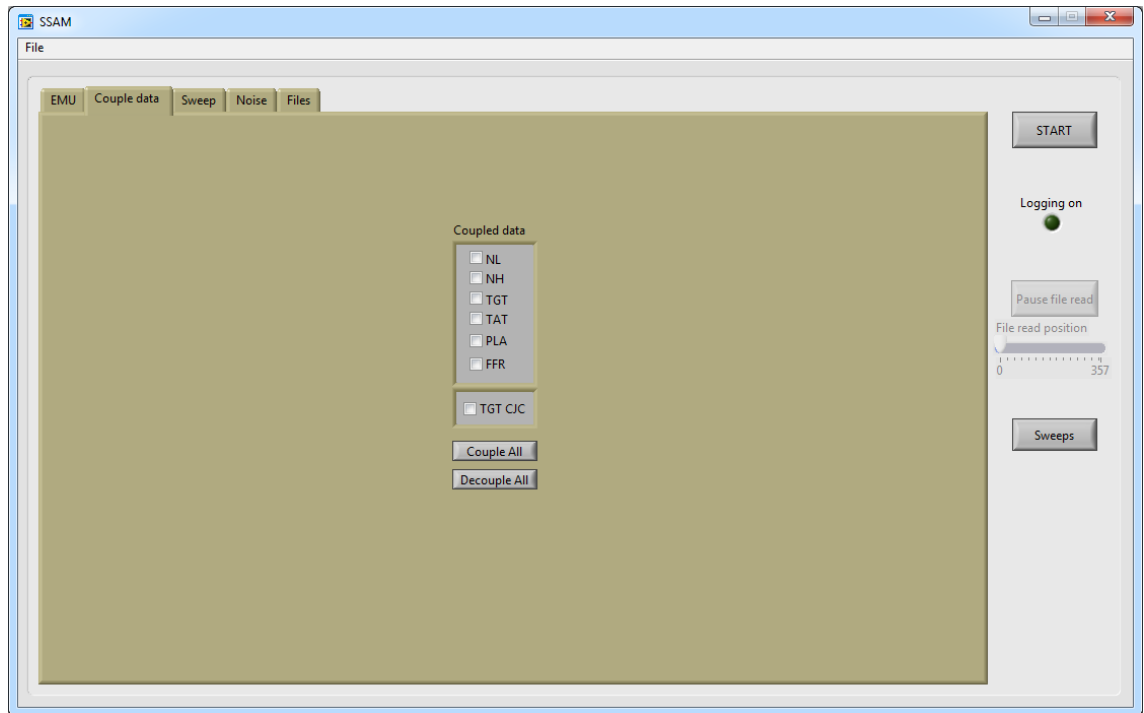 SSAM
File
EMU Couple data Sweep Noise Files
START
Logging on
Coupled data
NL
NH
TGT
TAT
PLA
FFR
TGT CJC
Couple All
Decouple All
Pause file read
File read position
0 357
Sweeps